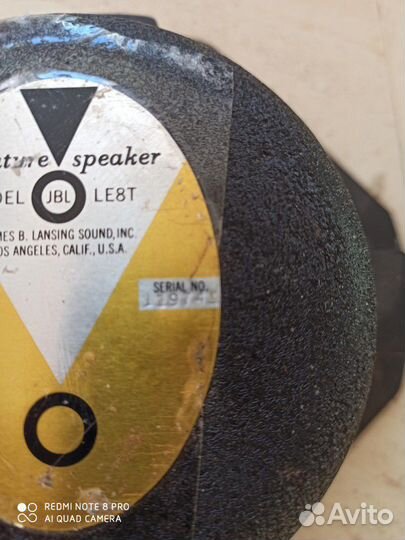 ture speaker
DEL JBL LE8T
MES B. LANSING SOUND, INC.
OS ANGELES, CALIF., U.S.A.
SERIAL NO.
REDMI NOTE 8 PRO
AI QUAD CAMERA
Avito